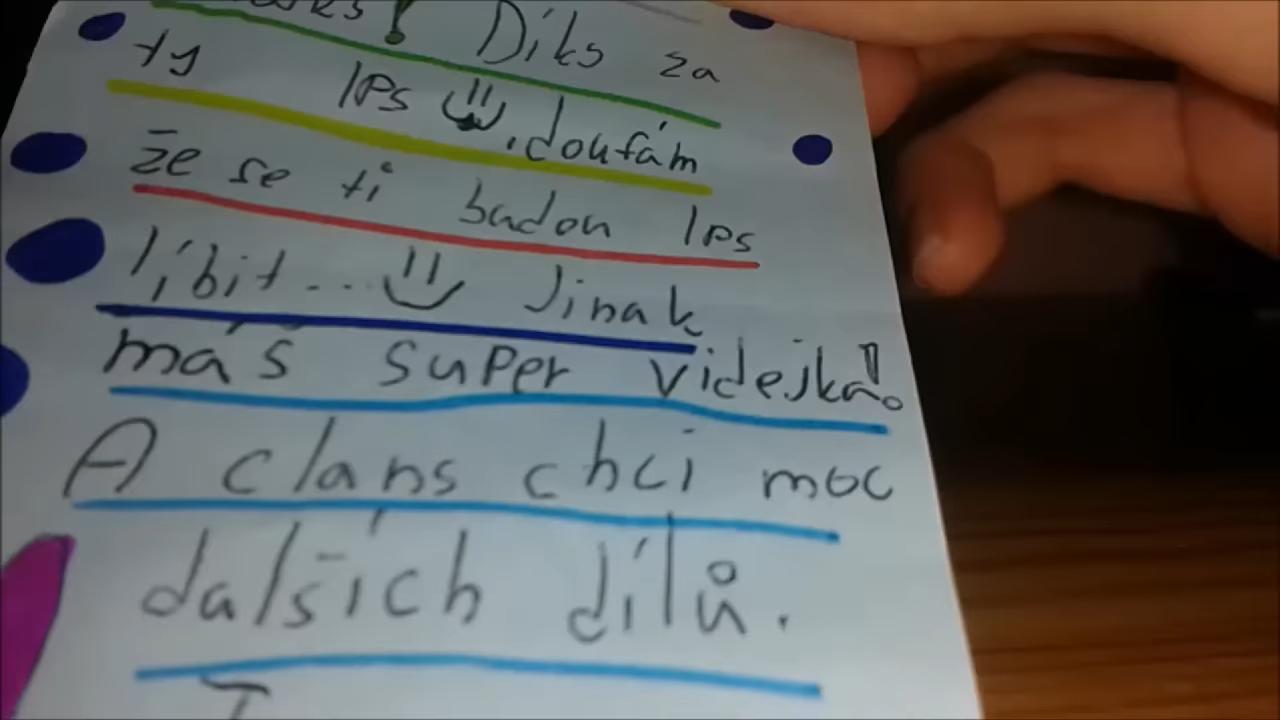 ! Díks za
ty lps .doufám
že se ti budou lps
líbit... Jinak
máš super videjka!
A clans chci moc
dalších dílů.